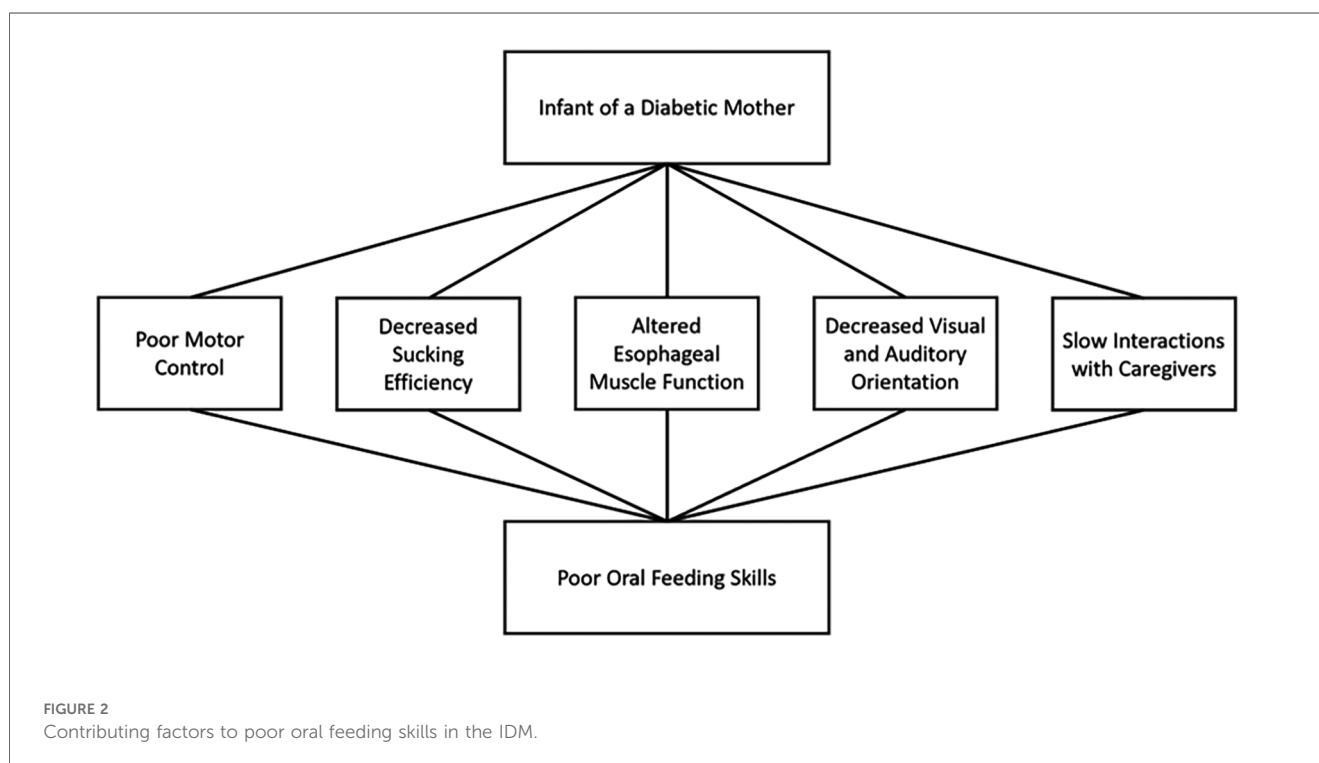 Infant of a Diabetic Mother
Poor Motor
Control
Decreased
Sucking
Efficiency
Altered
Esophageal
Muscle Function
Decreased Visual
and Auditory
Orientation
Slow Interactions
with Caregivers
Poor Oral Feeding Skills
FIGURE 2
Contributing factors to poor oral feeding skills in the IDM.